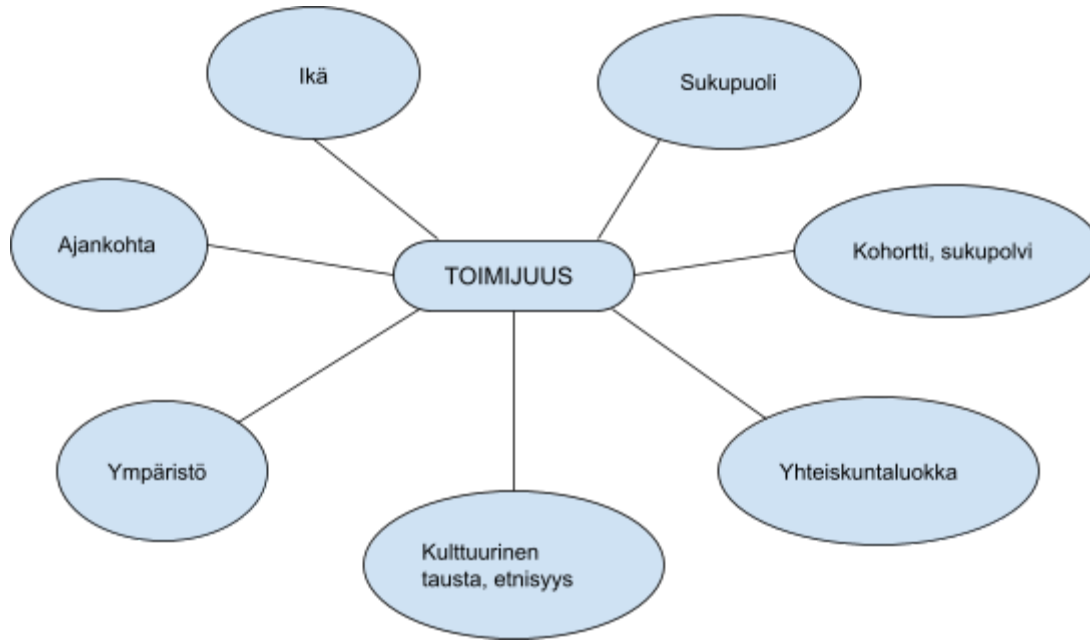 Ikä
Sukupuoli
Ajankohta
TOIMIJUUS
Kohortti, sukupolvi
Ympäristö
Yhteiskuntaluokka
Kulttuurinen
tausta, etnisyys